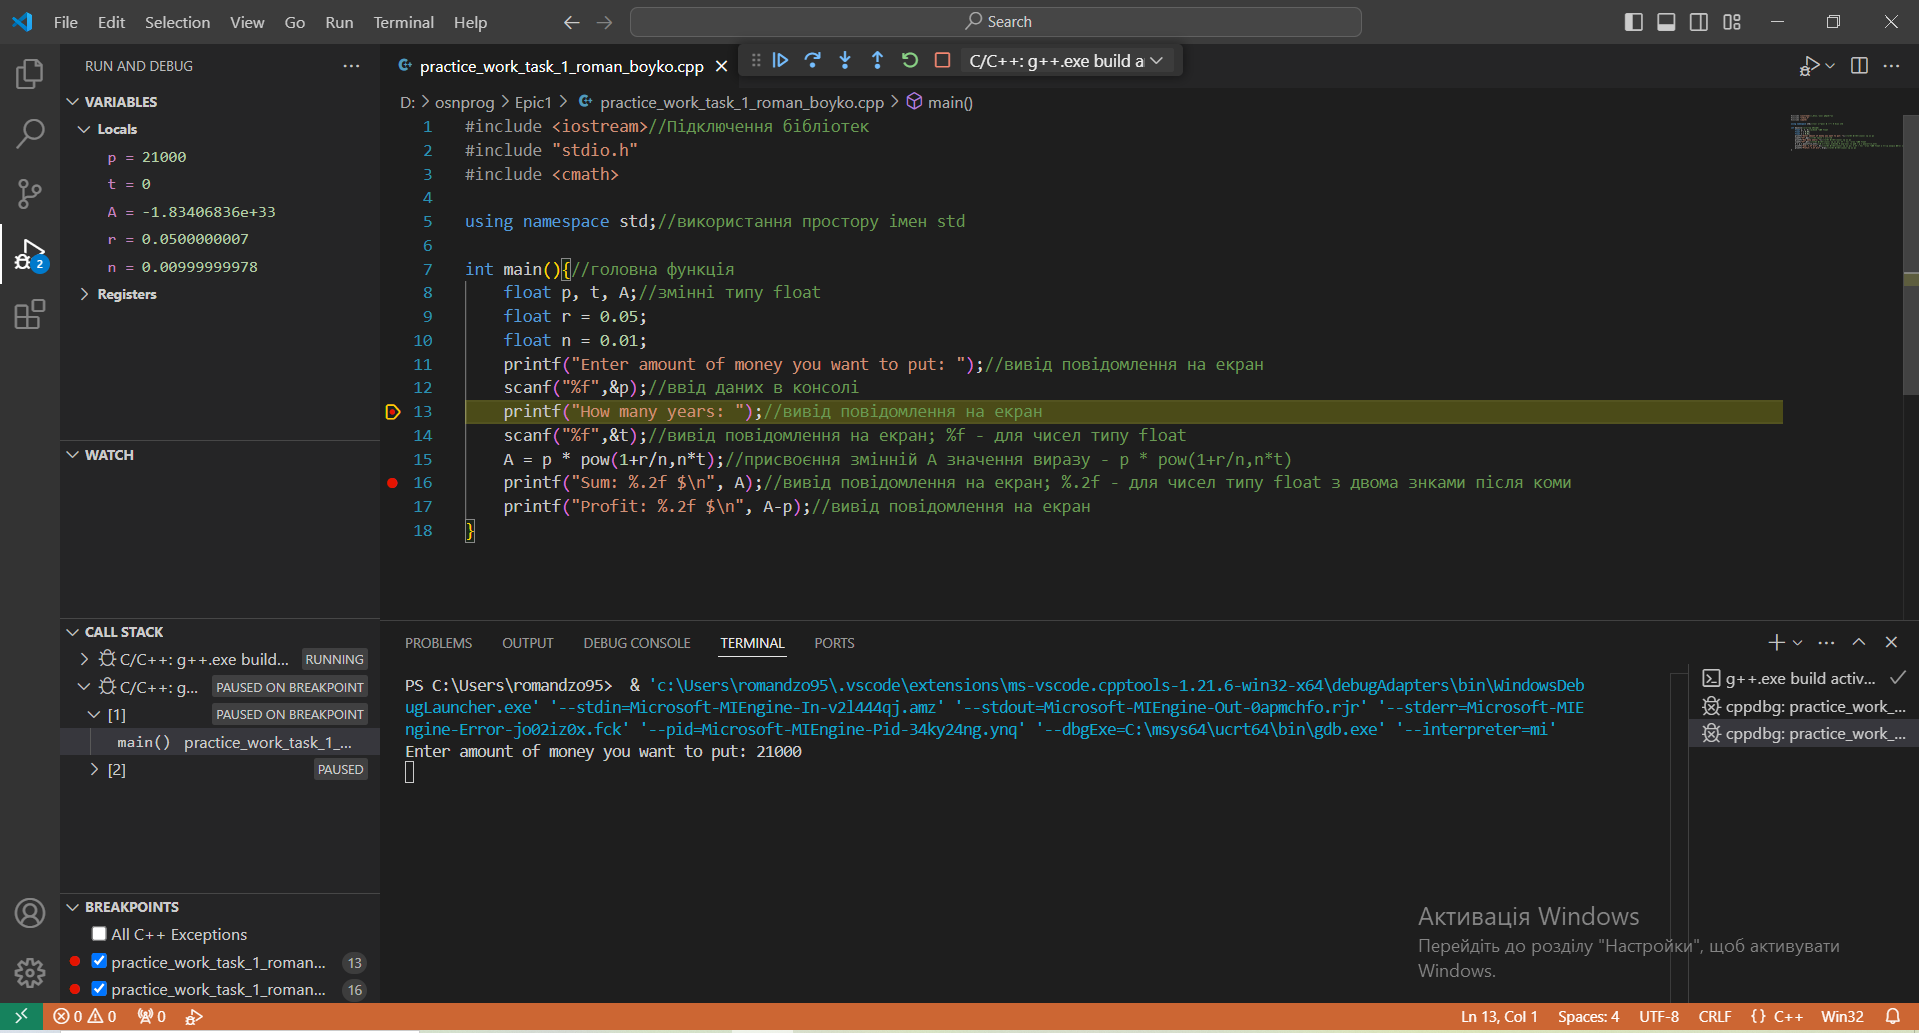 File Edit Selection View Go Run Terminal Help
Search
RUN AND DEBUG
practice_work_task_1_roman_boyko.cpp
C/C++: g++.exe build a
VARIABLES
Locals
p = 21000
t = 0
A = -1.83406836e+33
r = 0.0500000007
n = 0.00999999978
Registers
WATCH
CALL STACK
C/C++: g++.exe build... RUNNING
C/C++: g... PAUSED ON BREAKPOINT
[1] PAUSED ON BREAKPOINT
main() practice_work_task_1_...
[2] PAUSED
BREAKPOINTS
All C++ Exceptions
practice_work_task_1_roman... 13
practice_work_task_1_roman... 16
2
D: > osnprog > Epic1 > practice_work_task_1_roman_boyko.cpp > main()
1 #include <iostream>//Підключення бібліотек
2 #include "stdio.h"
3 #include <cmath>
4
5 using namespace std;//використання простору імен std
6
7 int main(){//головна функція
8 float p, t, A;//змінні типу float
9 float r = 0.05;
10 float n = 0.01;
11 printf("Enter amount of money you want to put: ");//вивід повідомлення на екран
12 scanf("%f",&p);//ввід даних в консолі
13 printf("How many years: ");//вивід повідомлення на екран
14 scanf("%f",&t);//вивід повідомлення на екран; %f - для чисел типу float
15 A = p * pow(1+r/n,n*t);//присвоєння змінній A значення виразу - p * pow(1+r/n,n*t)
16 printf("Sum: %.2f $\n", A);//вивід повідомлення на екран; %.2f - для чисел типу float з двома знками після коми
17 printf("Profit: %.2f $\n", A-p);//вивід повідомлення на екран
18 }
PROBLEMS OUTPUT DEBUG CONSOLE TERMINAL PORTS
PS C:\Users\romandzo95> & 'c:\Users\romandzo95\.vscode\extensions\ms-vscode.cpptools-1.21.6-win32-x64\debugAdapters\bin\WindowsDeb
ugLauncher.exe' '--stdin=Microsoft-MIEngine-In-v2l444qj.amz' '--stdout=Microsoft-MIEngine-Out-0apmchfo.rjr' '--stderr=Microsoft-MIE
ngine-Error-jo02iz0x.fck' '--pid=Microsoft-MIEngine-Pid-34ky24ng.ynq' '--dbgExe=C:\msys64\ucrt64\bin\gdb.exe' '--interpreter=mi'
Enter amount of money you want to put: 21000
g++.exe build activ...
cppdbg: practice_work_...
cppdbg: practice_work_...
Активація Windows
Перейдіть до розділу "Настройки", щоб активувати
Windows.
0 0 0
Ln 13, Col 1 Spaces: 4 UTF-8 CRLF {} C++ Win32